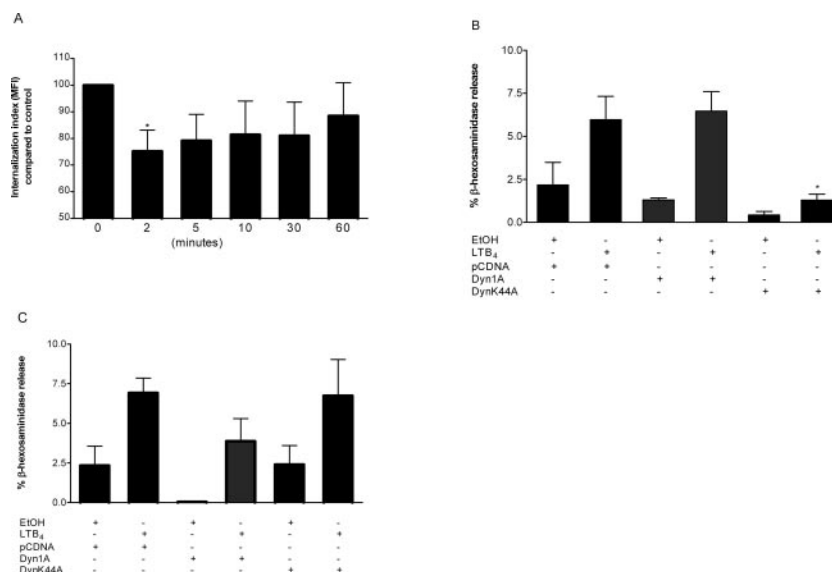 A
Internalization index (MFI)
compared to control
110
100
90
80
70
60
50
*
0 2 5 10 30 60
(minutes)
B
% β-hexosaminidase release
10.0
7.5
5.0
2.5
0.0
*
EtOH + - + - + -
LTB4 - + - + - +
pCDNA + + - - - -
Dyn1A - - + + - -
DynK44A - - - - + +
C
% β-hexosaminidase release
10.0
7.5
5.0
2.5
0.0
EtOH + - + - + -
LTB4 - + - + - +
pCDNA + + - - - -
Dyn1A - - + + - -
DynK44A - - - - + +